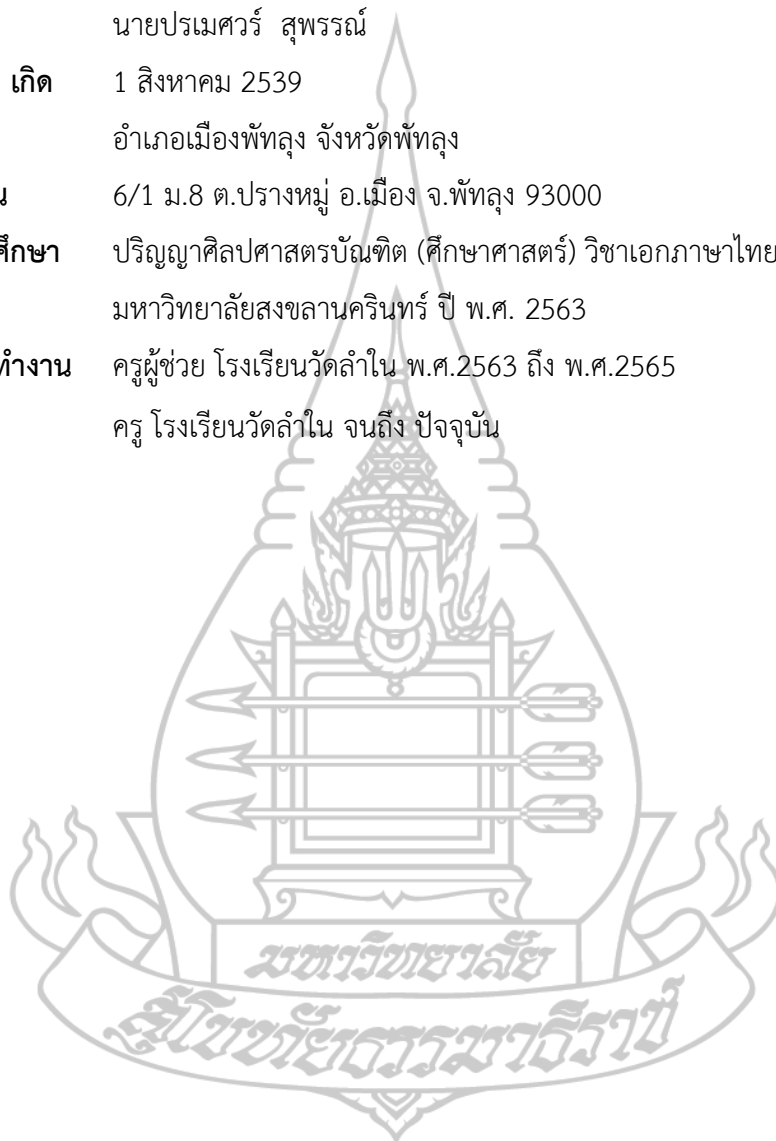 นายปรเมศวร์  สุพรรณ์
เกิด 1 สิงหาคม 2539
อำเภอเมืองพัทลุง จังหวัดพัทลุง
น 6/1 ม.8 ต.ปรางหมู่ อ.เมือง จ.พัทลุง 93000
ศึกษา ปริญญาศิลปศาสตรบัณฑิต (ศึกษาศาสตร์) วิชาเอกภาษาไทย
มหาวิทยาลัยสงขลานครินทร์ ปี พ.ศ. 2563
ทำงาน ครูผู้ช่วย โรงเรียนวัดลำใน พ.ศ.2563 ถึง พ.ศ.2565
ครู โรงเรียนวัดลำใน จนถึง ปัจจุบัน
มหาวิทยาลัย
สุโขทัยธรรมาธิราช